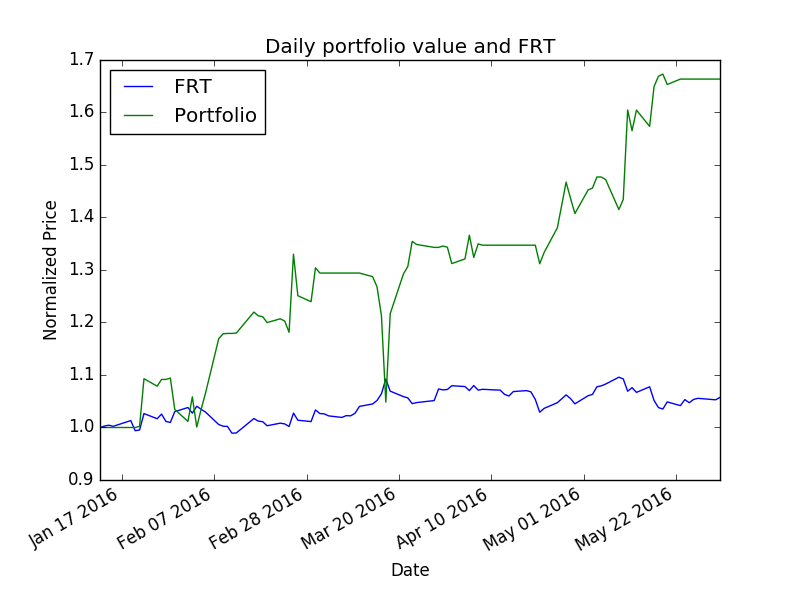 Daily portfolio value and FRT
FRT
Portfolio
1.7
1.6
1.5
1.4
1.3
1.2
1.1
1.0
0.9
Normalized Price
Jan 17 2016
Feb 07 2016
Feb 28 2016
Mar 20 2016
Apr 10 2016
May 01 2016
May 22 2016
Date